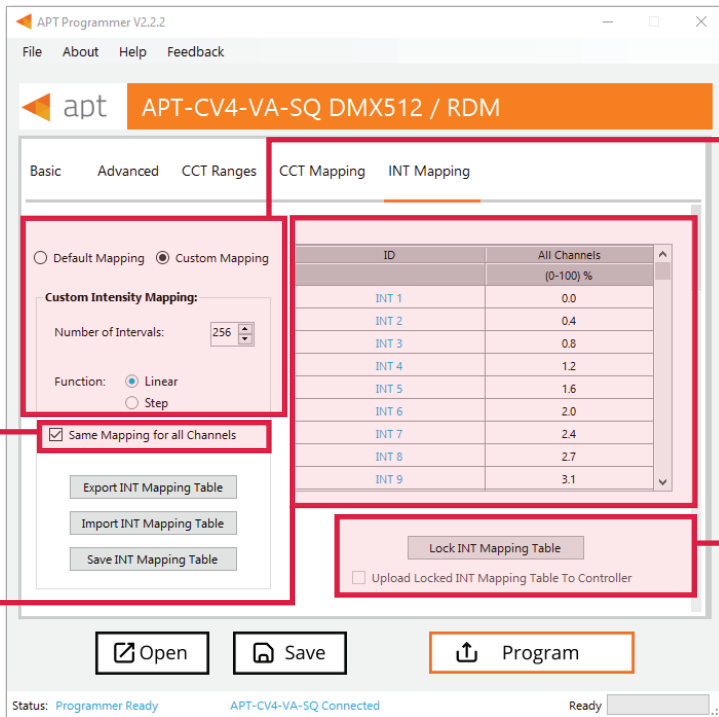 APT Programmer V2.2.2
File About Help Feedback
apt APT-CV4-VA-SQ DMX512 / RDM
Basic Advanced CCT Ranges CCT Mapping INT Mapping
Default Mapping Custom Mapping
Custom Intensity Mapping:
Number of Intervals: 256
Function: Linear
Step
Same Mapping for all Channels
Export INT Mapping Table
Import INT Mapping Table
Save INT Mapping Table
ID All Channels
(0-100) %
INT 1 0.0
INT 2 0.4
INT 3 0.8
INT 4 1.2
INT 5 1.6
INT 6 2.0
INT 7 2.4
INT 8 2.7
INT 9 3.1
Lock INT Mapping Table
Upload Locked INT Mapping Table To Controller
Open Save Program
Status: Programmer Ready APT-CV4-VA-SQ Connected Ready